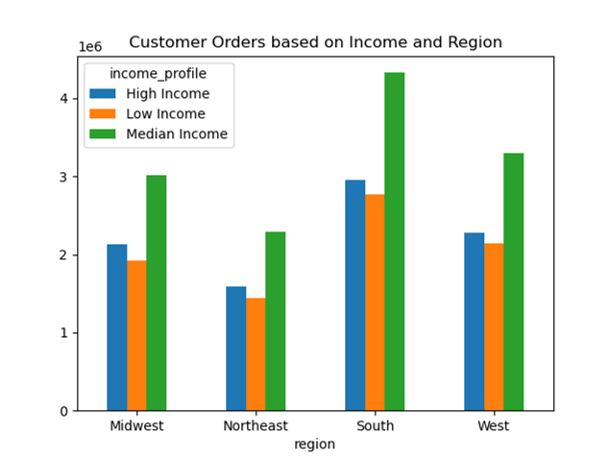 Customer Orders based on Income and Region
1e6
income_profile
High Income
Low Income
Median Income
4
3
2
1
0
Midwest Northeast South West
region